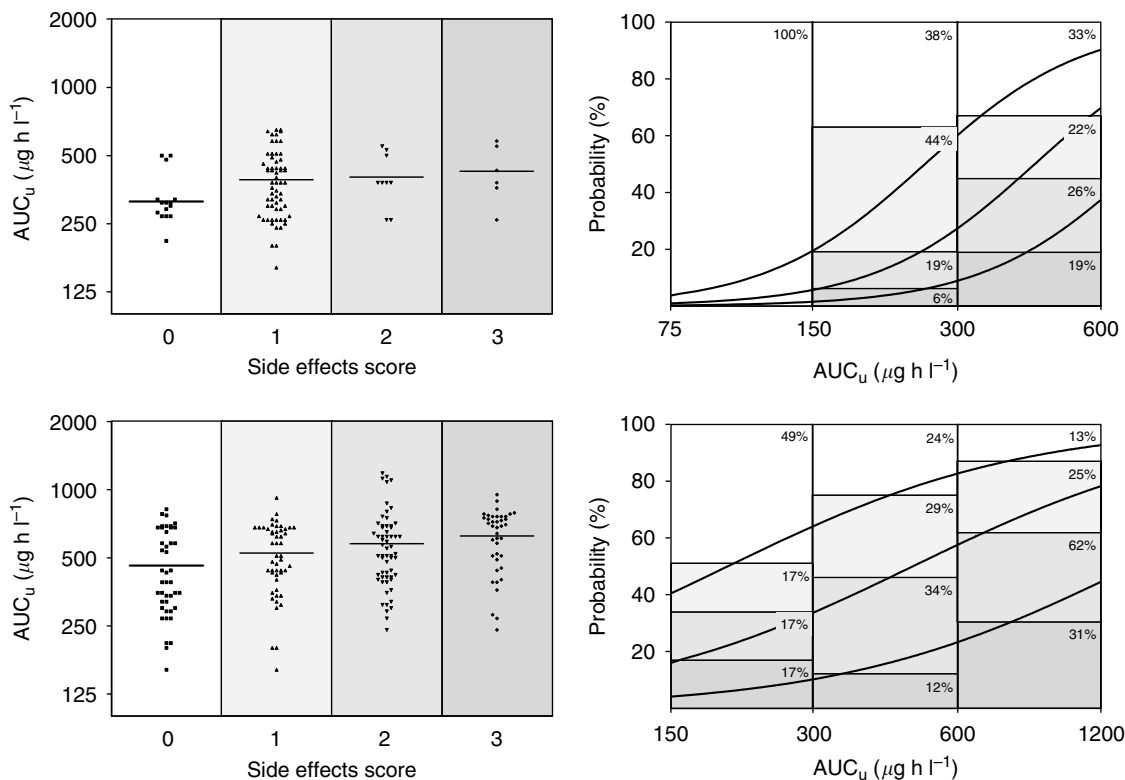 2000
1000
500
250
125
AUCu (μg h l−1)
0 1 2 3
Side effects score
100
80
60
40
20
Probability (%)
100% 38% 33%
44% 22%
26%
19% 19%
6%
75 150 300 600
AUCu (μg h l−1)
2000
1000
500
250
125
AUCu (μg h l−1)
0 1 2 3
Side effects score
100
80
60
40
20
Probability (%)
49% 24% 13%
25%
29%
17% 62%
17% 34%
17% 12% 31%
150 300 600 1200
AUCu (μg h l−1)